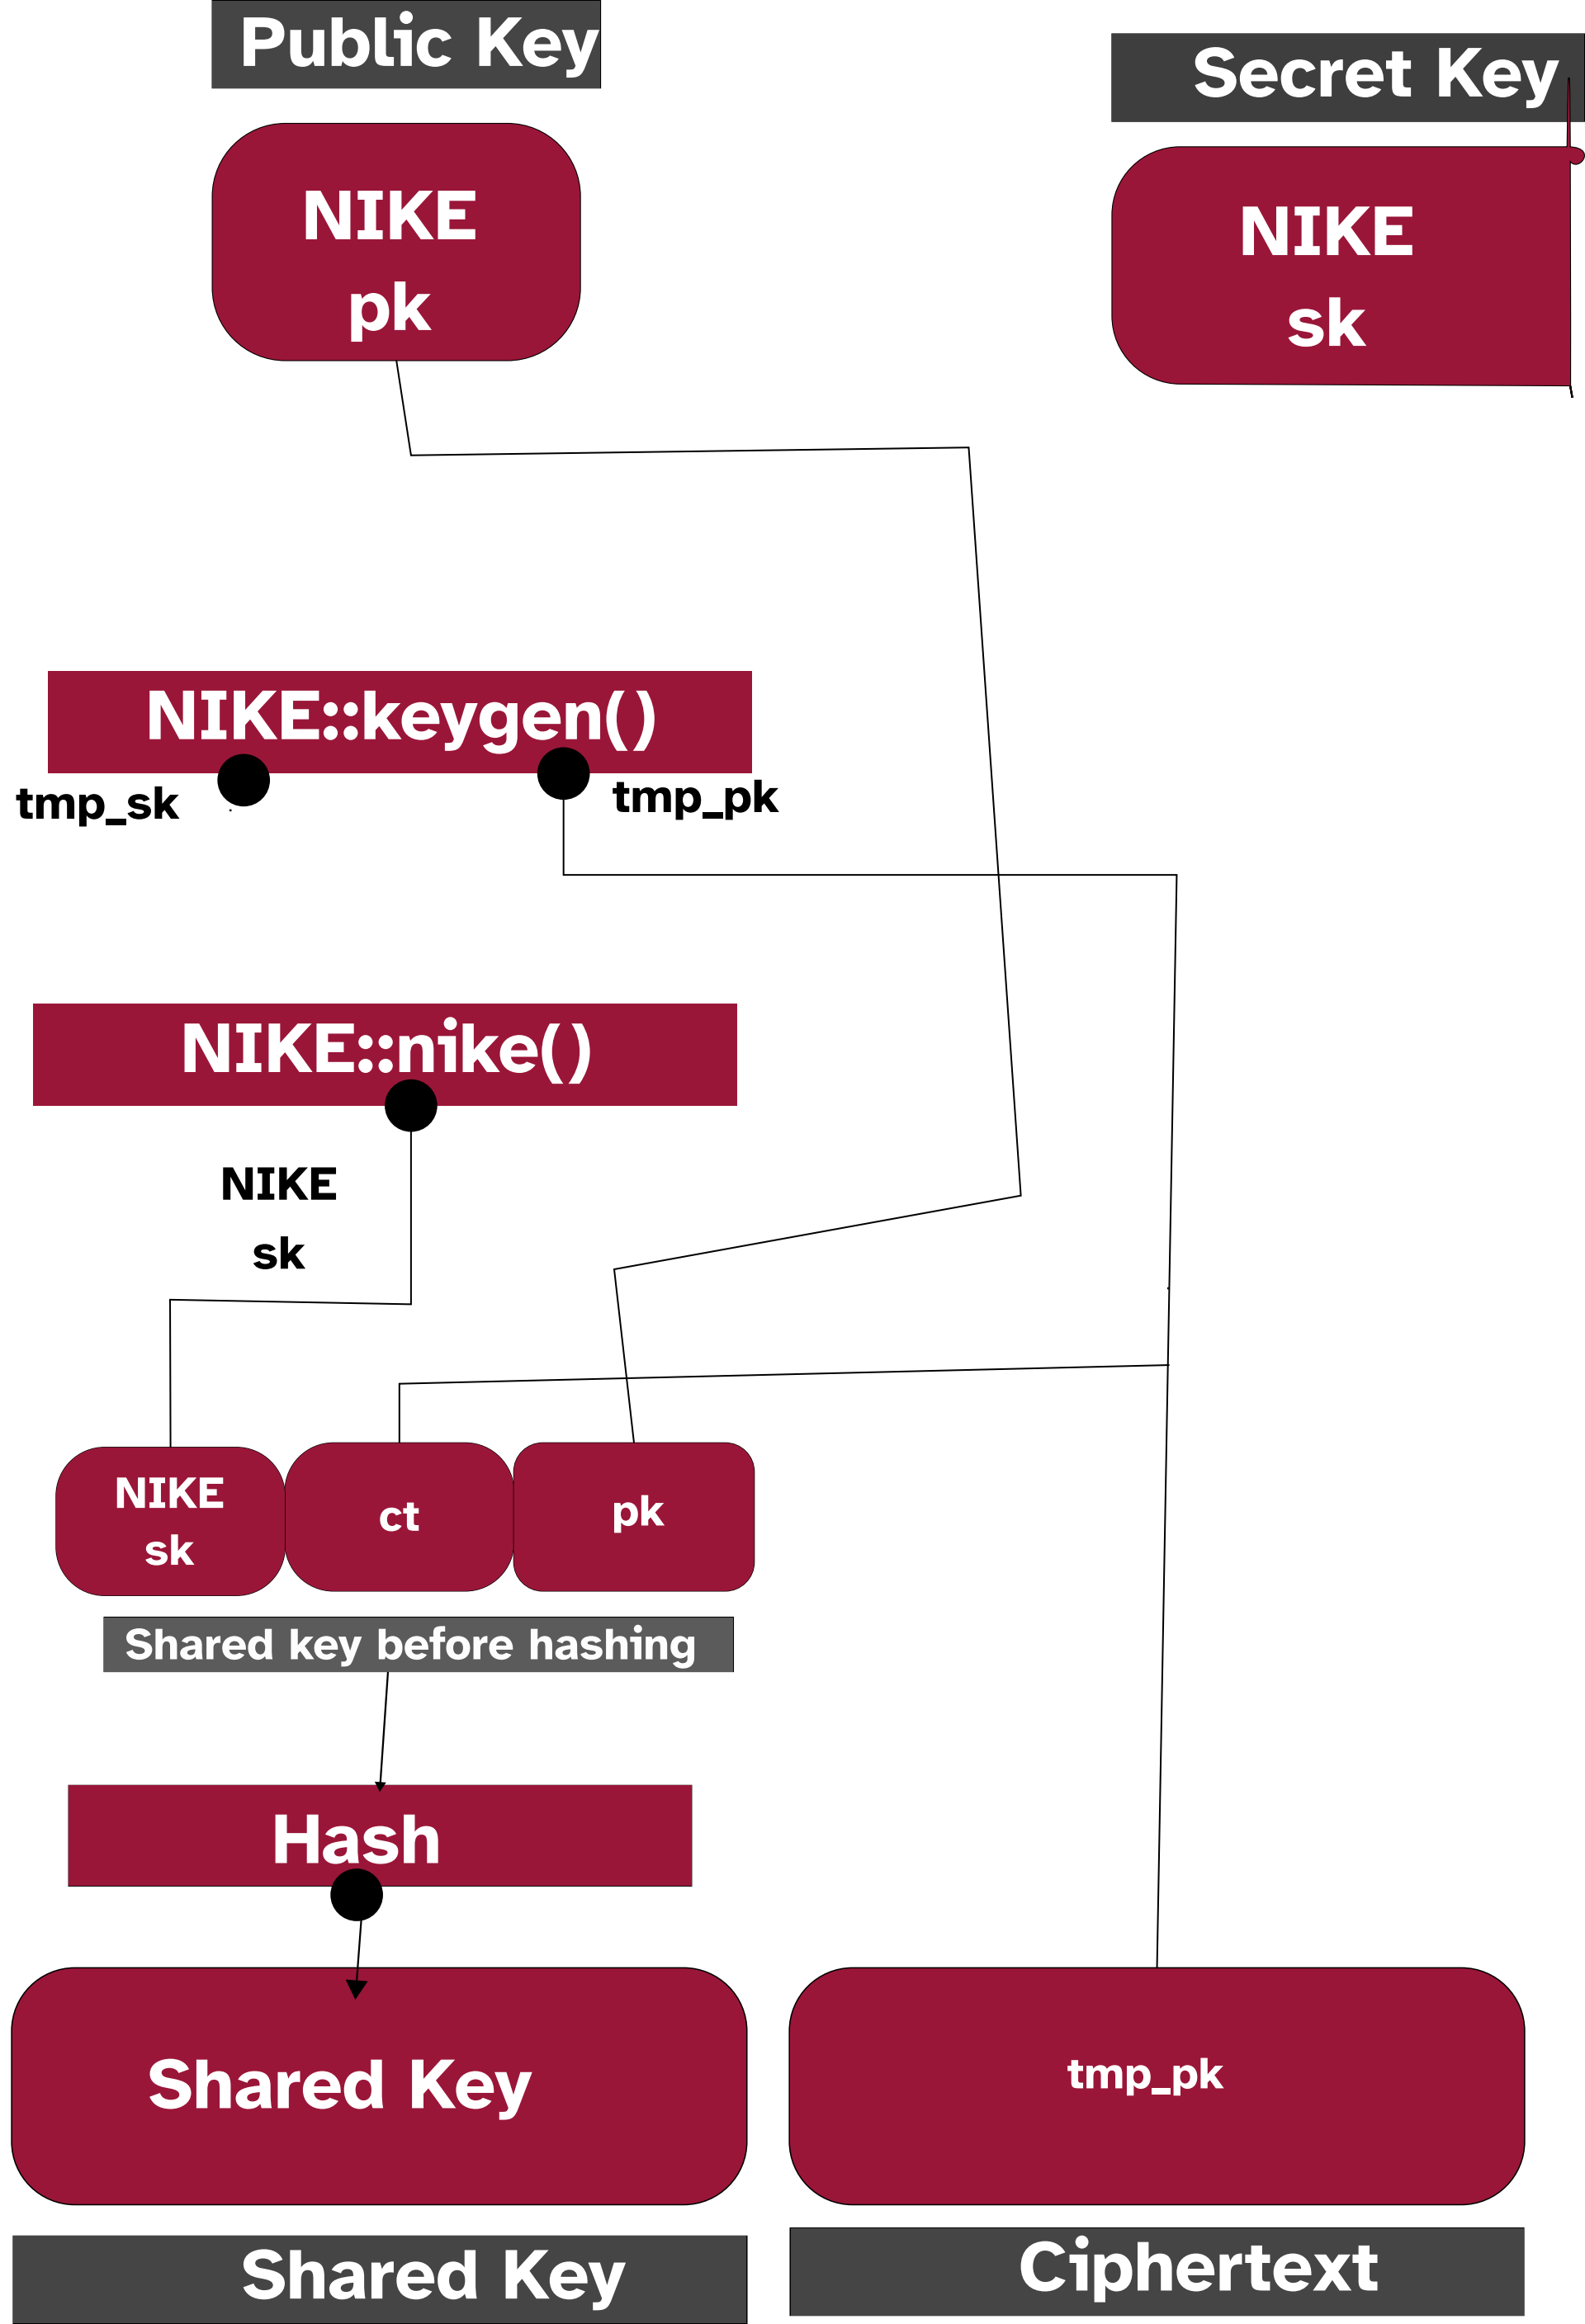 Public Key
Secret Key
NIKE
pk
NIKE
sk
NIKE::keygen()
tmp_sk
tmp_pk
NIKE::nike()
NIKE
sk
NIKE
sk
ct
pk
Shared key before hashing
Hash
Shared Key
tmp_pk
Shared Key
Ciphertext